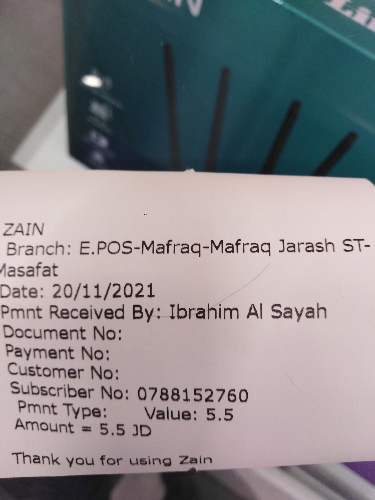 ZAIN
Branch: E.POS-Mafraq-Mafraq Jarash ST-
Masafat
Date: 20/11/2021
Pmnt Received By: Ibrahim Al Sayah
Document No:
Payment No:
Customer No:
Subscriber No: 0788152760
Pmnt Type: Value: 5.5
Amount = 5.5 JD
Thank you for using Zain